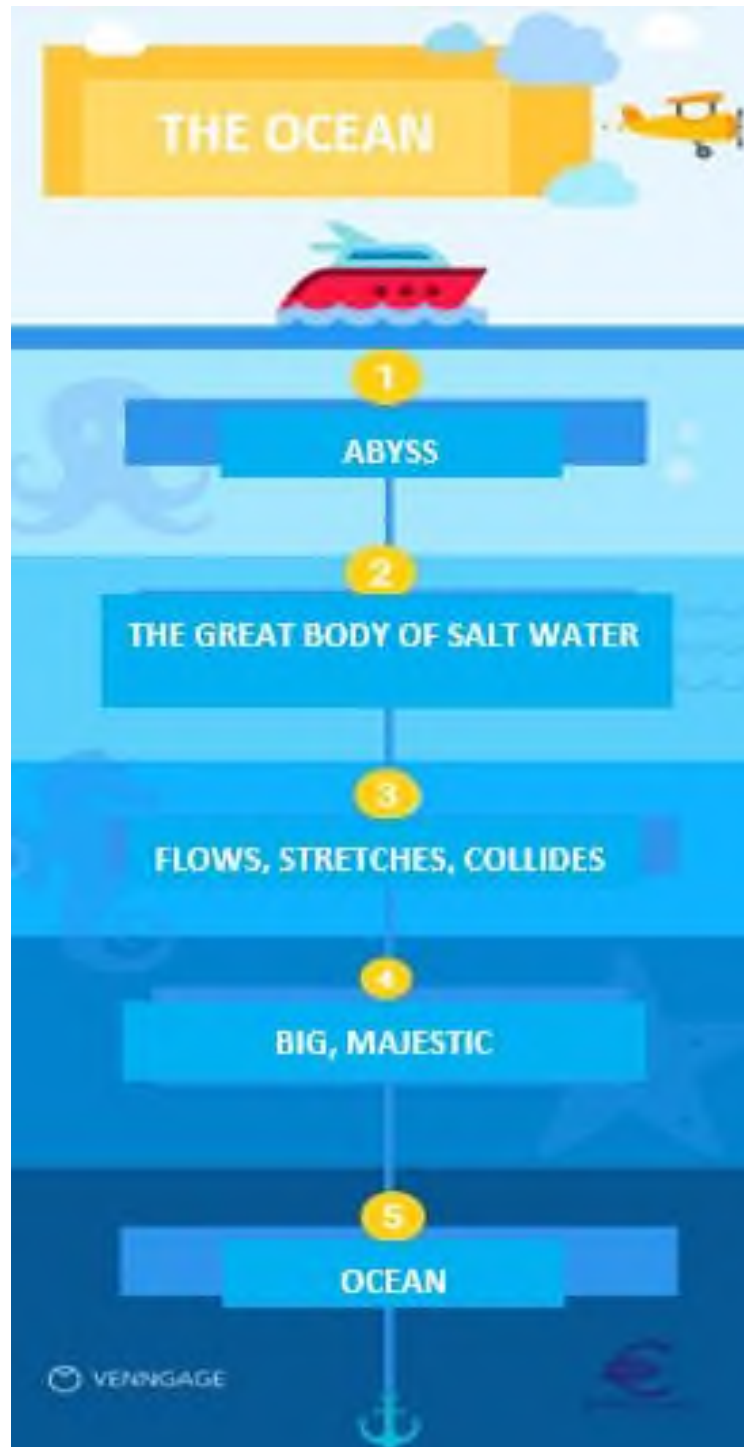 THE OCEAN
1
ABYSS
2
THE GREAT BODY OF SALT WATER
3
FLOWS, STRETCHES, COLLIDES
4
BIG, MAJESTIC
5
OCEAN
VENNGAGE